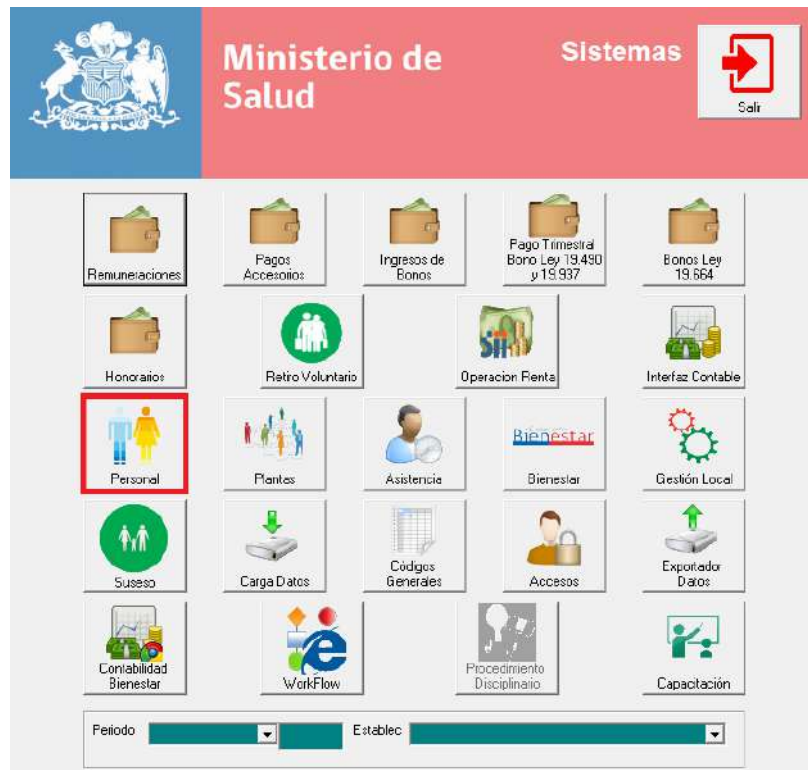 Ministerio de
Salud
Sistemas
Salir
Remuneraciones
Pagos
Accesorios
Ingresos de
Bonos
Pago Trimestral
Bono Ley 19.490
y 19.937
Bonos Ley
19.664
Honorarios
Retiro Voluntario
SII
Operacion Renta
Interfaz Contable
Personal
Plantas
Asistencia
Bienestar
Bienestar
Gestión Local
Suseso
Carga Datos
Códigos
Generales
Accesos
Exportador
Datos
Contabilidad
Bienestar
WorkFlow
Procedimiento
Disciplinario
Capacitación
Periodo
Establec